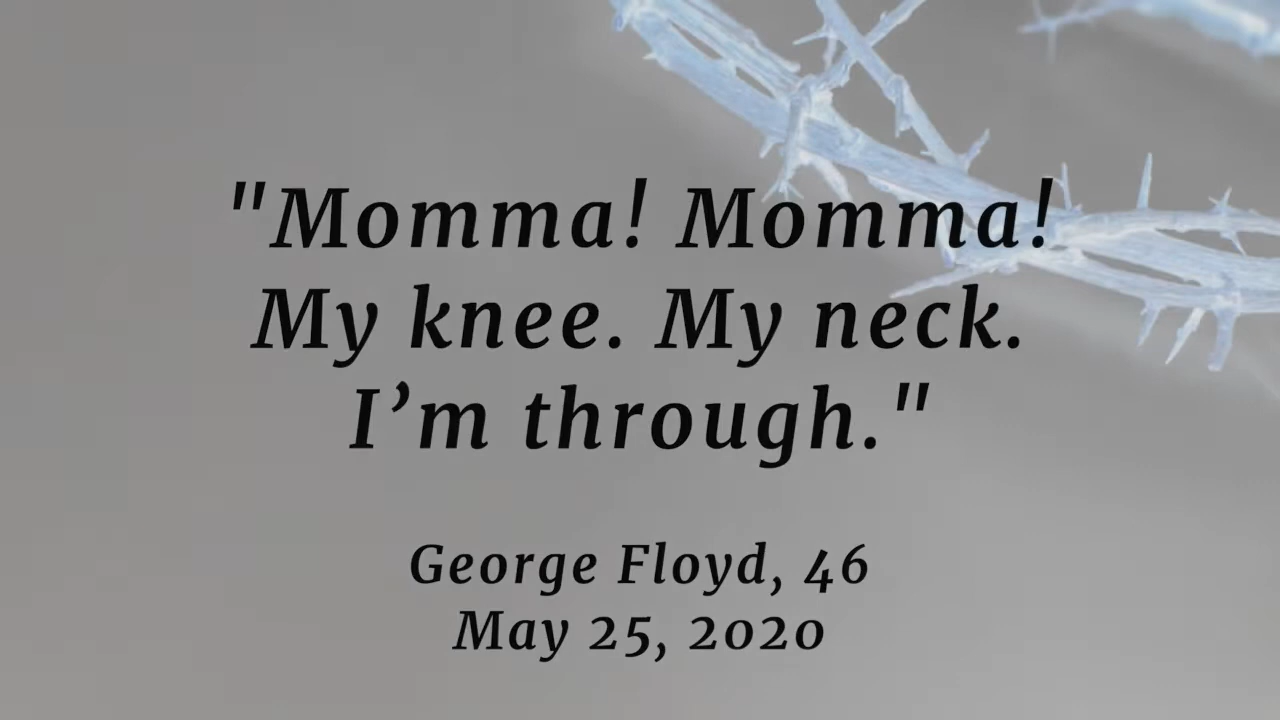 "Momma! Momma!
My knee. My neck.
I’m through."
George Floyd, 46
May 25, 2020